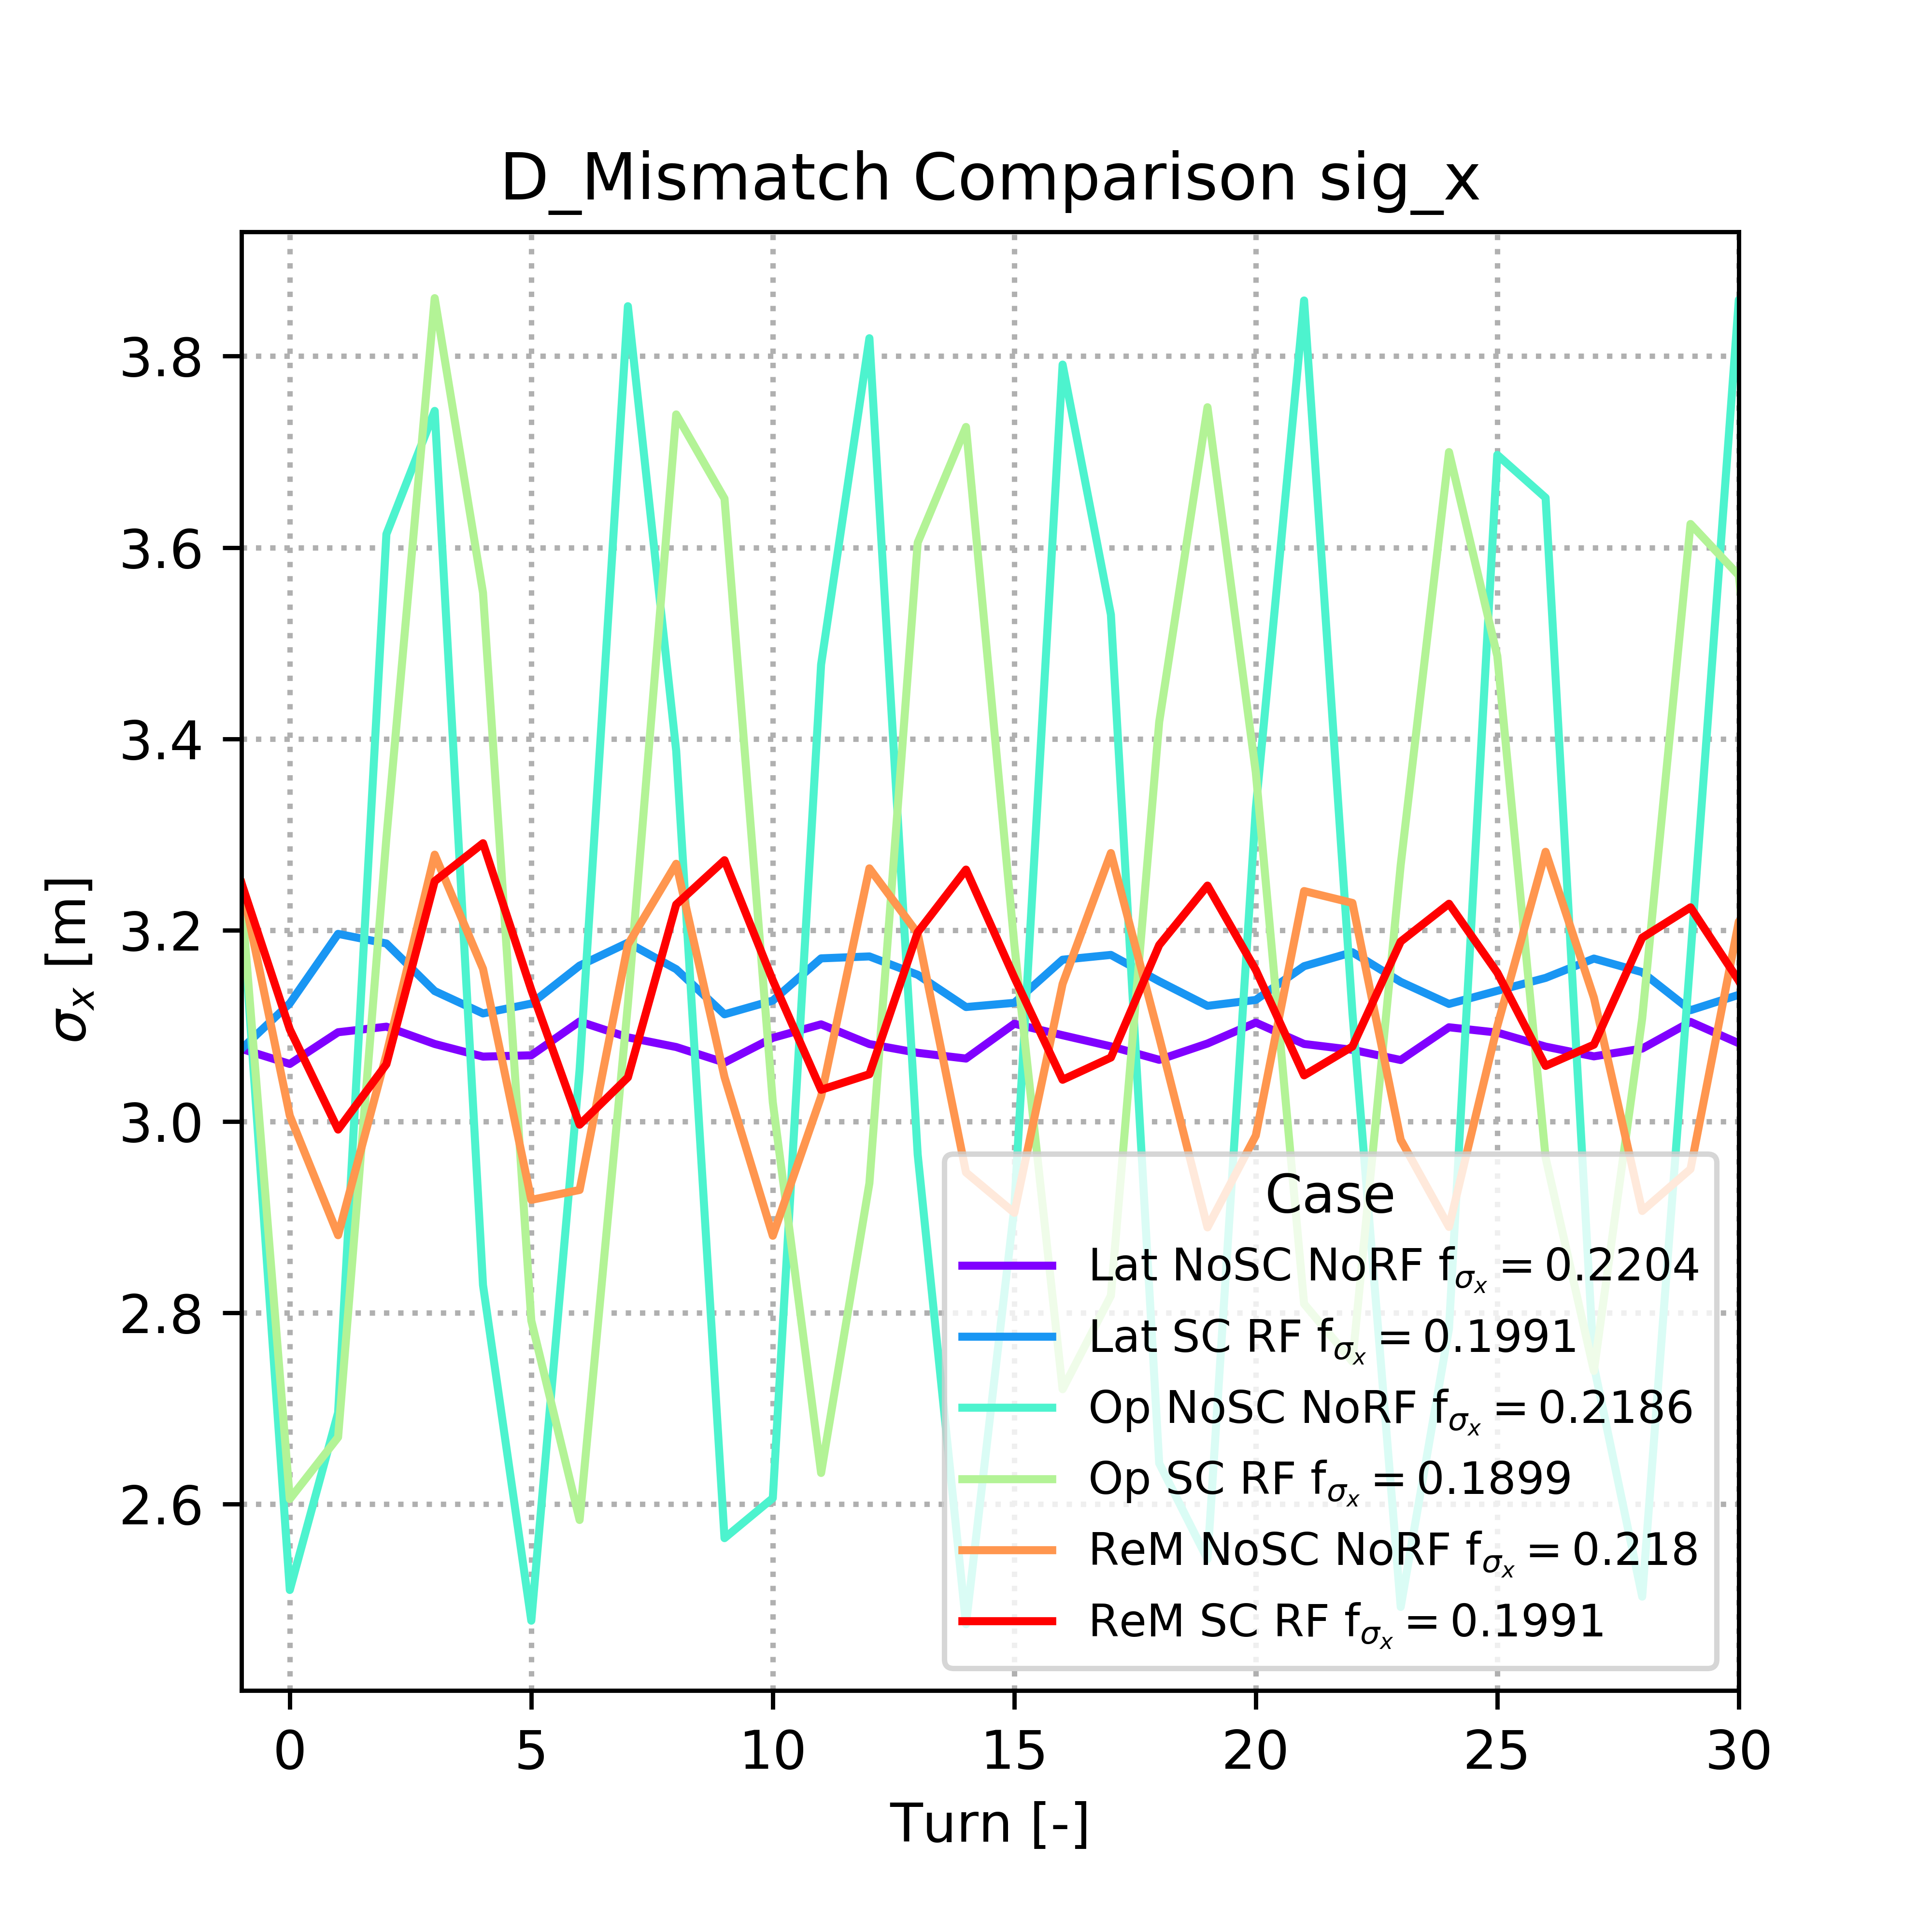 D_Mismatch Comparison sig_x
3.8
3.6
3.4
3.2
3.0
2.8
2.6
σx [m]
Case
Lat NoSC NoRF fσx = 0.2204
Lat SC RF fσx = 0.1991
Op NoSC NoRF fσx = 0.2186
Op SC RF fσx = 0.1899
ReM NoSC NoRF fσx = 0.218
ReM SC RF fσx = 0.1991
0 5 10 15 20 25 30
Turn [-]